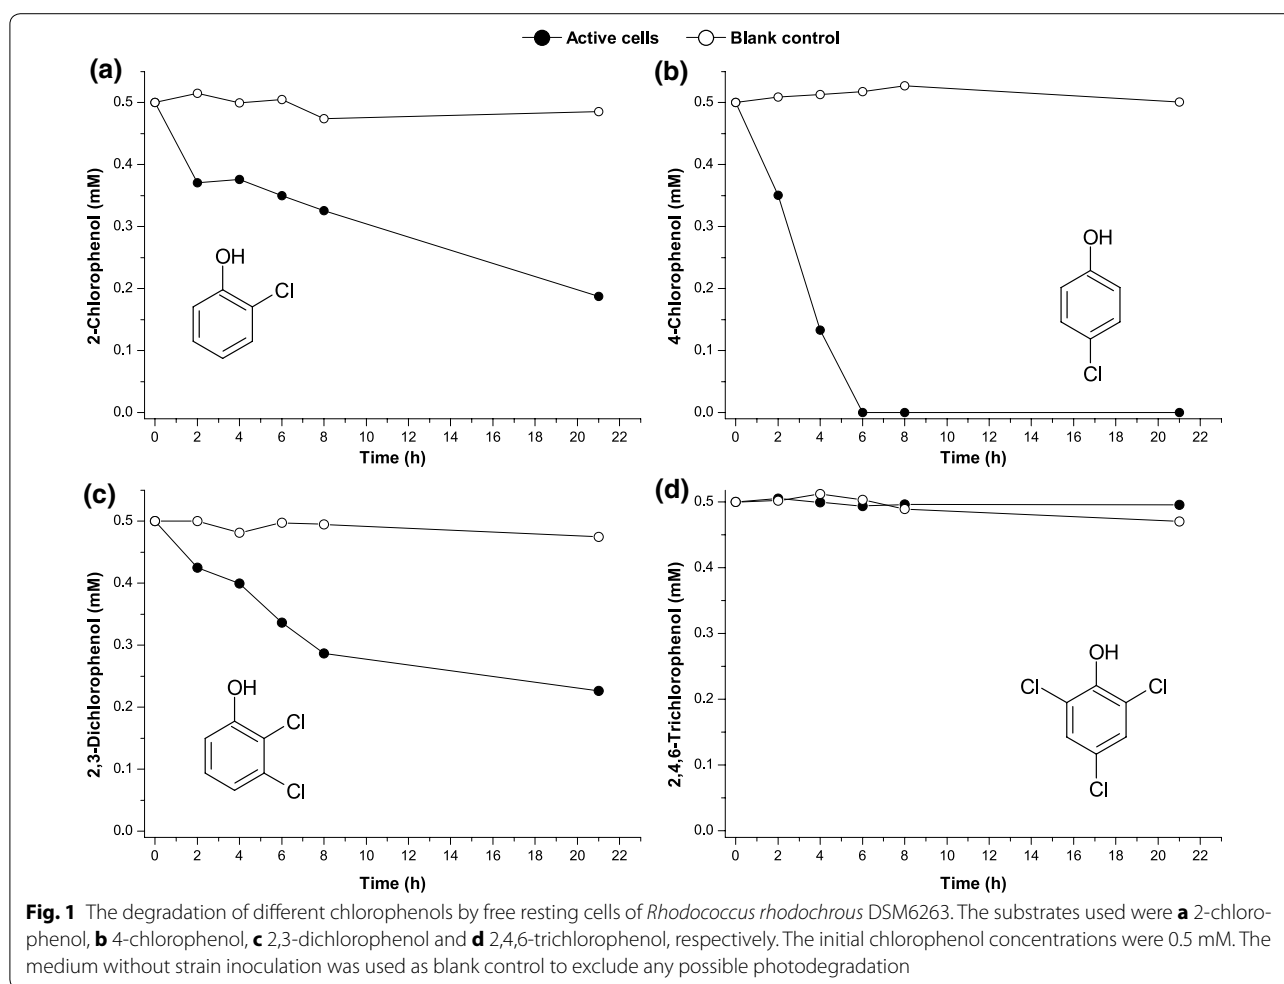 Active cells Blank control
(a)
2-Chlorophenol (mM)
0.5
0.4
0.3
0.2
0.1
0.0
OH
Cl
0 2 4 6 8 10 12 14 16 18 20 22
Time (h)
(b)
4-Chlorophenol (mM)
0.5
0.4
0.3
0.2
0.1
0.0
OH
Cl
0 2 4 6 8 10 12 14 16 18 20 22
Time (h)
(c)
2,3-Dichlorophenol (mM)
0.5
0.4
0.3
0.2
0.1
0.0
OH
Cl
Cl
0 2 4 6 8 10 12 14 16 18 20 22
Time (h)
(d)
2,4,6-Trichlorophenol (mM)
0.5
0.4
0.3
0.2
0.1
0.0
OH
Cl Cl
Cl
0 2 4 6 8 10 12 14 16 18 20 22
Time (h)
Fig. 1 The degradation of different chlorophenols by free resting cells of Rhodococcus rhodochrous DSM6263. The substrates used were a 2-chloro-
phenol, b 4-chlorophenol, c 2,3-dichlorophenol and d 2,4,6-trichlorophenol, respectively. The initial chlorophenol concentrations were 0.5 mM. The
medium without strain inoculation was used as blank control to exclude any possible photodegradation